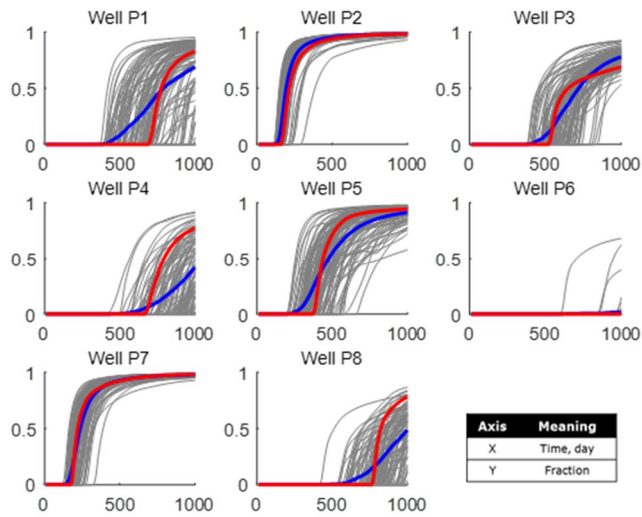 Well P1 Well P2 Well P3
1 1 1
0.5 0.5 0.5
0 0 0
0 500 1000 0 500 1000 0 500 1000
Well P4 Well P5 Well P6
1 1 1
0.5 0.5 0.5
0 0 0
0 500 1000 0 500 1000 0 500 1000
Well P7 Well P8
1 1
0.5 0.5
0 0
0 500 1000 0 500 1000
Axis Meaning
X Time, day
Y Fraction